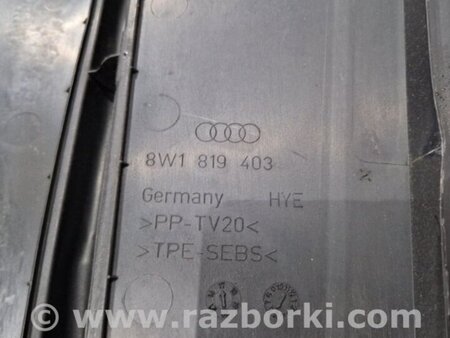 8W1 819 403
Germany HYE
>PP-TV20<
>TPE-SEBS<
www.razborki.com